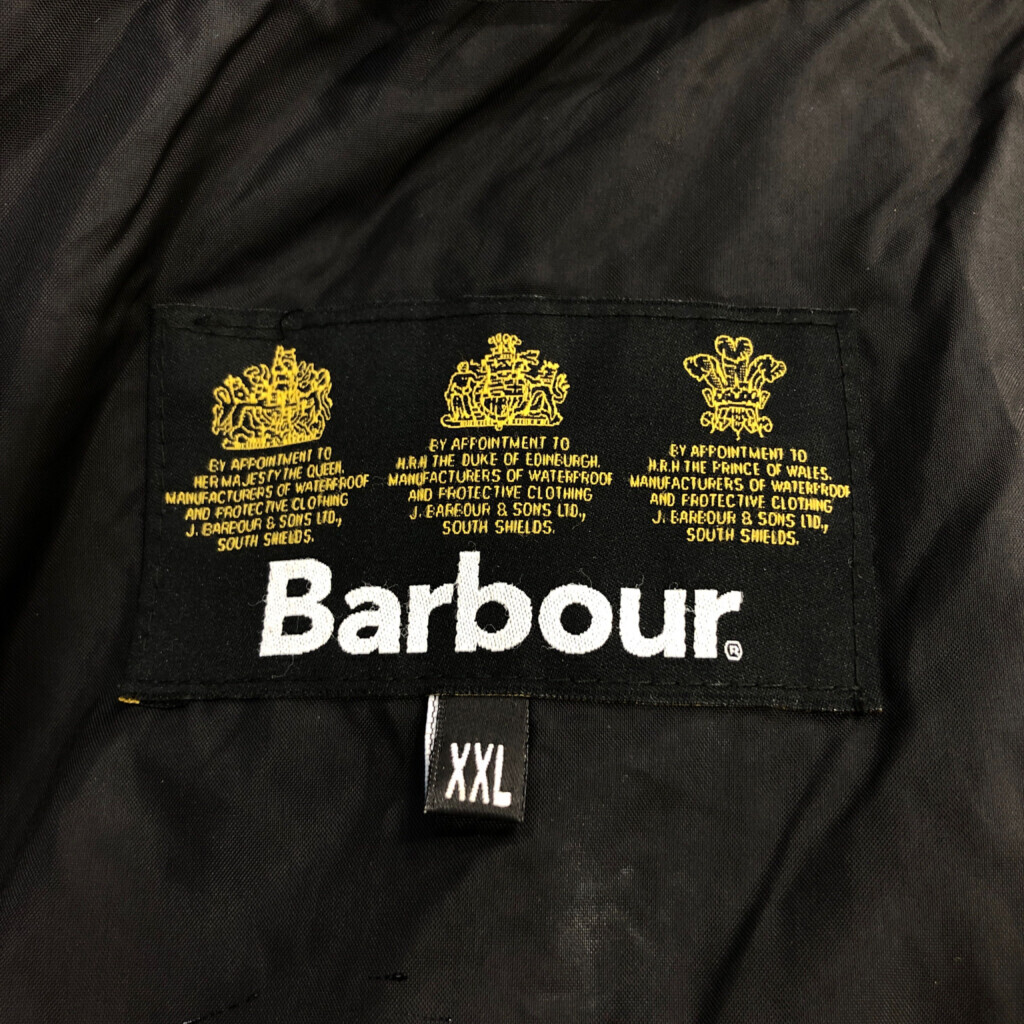 BY APPOINTMENT TO
HER MAJESTY THE QUEEN.
MANUFACTURERS OF WATERPROOF
AND PROTECTIVE CLOTHING
J. BARBOUR & SONS LTD.,
SOUTH SHIELDS.
BY APPOINTMENT TO
H.R.H THE DUKE OF EDINBURGH.
MANUFACTURERS OF WATERPROOF
AND PROTECTIVE CLOTHING
J. BARBOUR & SONS LTD.,
SOUTH SHIELDS.
BY APPOINTMENT TO
H.R.H THE PRINCE OF WALES.
MANUFACTURERS OF WATERPROOF
AND PROTECTIVE CLOTHING
J. BARBOUR & SONS LTD.,
SOUTH SHIELDS.
Barbour®
XXL